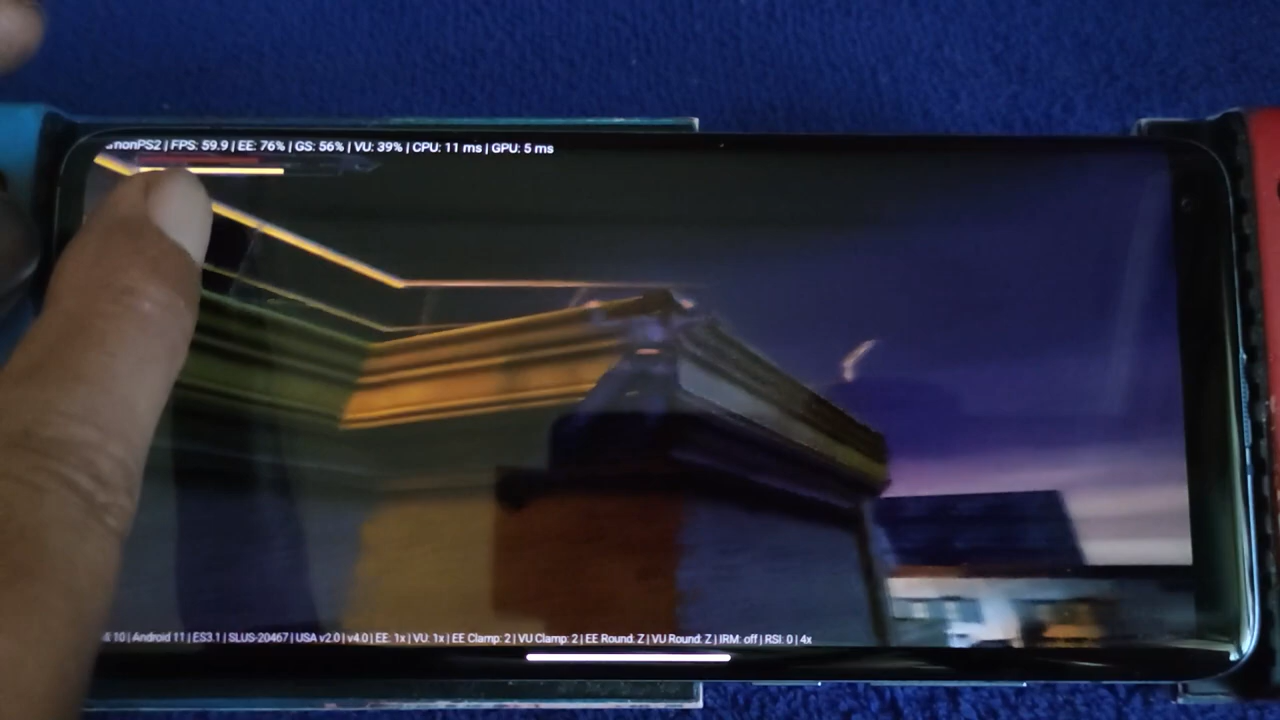 nonPS2 | FPS: 59.9 | EE: 76% | GS: 56% | VU: 39% | CPU: 11 ms | GPU: 5 ms
10 | Android 11 | ES3.1 | SLUS-20467 | USA v2.0 | v4.0 | EE: 1x | VU: 1x | EE Clamp: 2 | VU Clamp: 2 | EE Round: Z | VU Round: Z | IRM: off | RSI: 0 | 4x